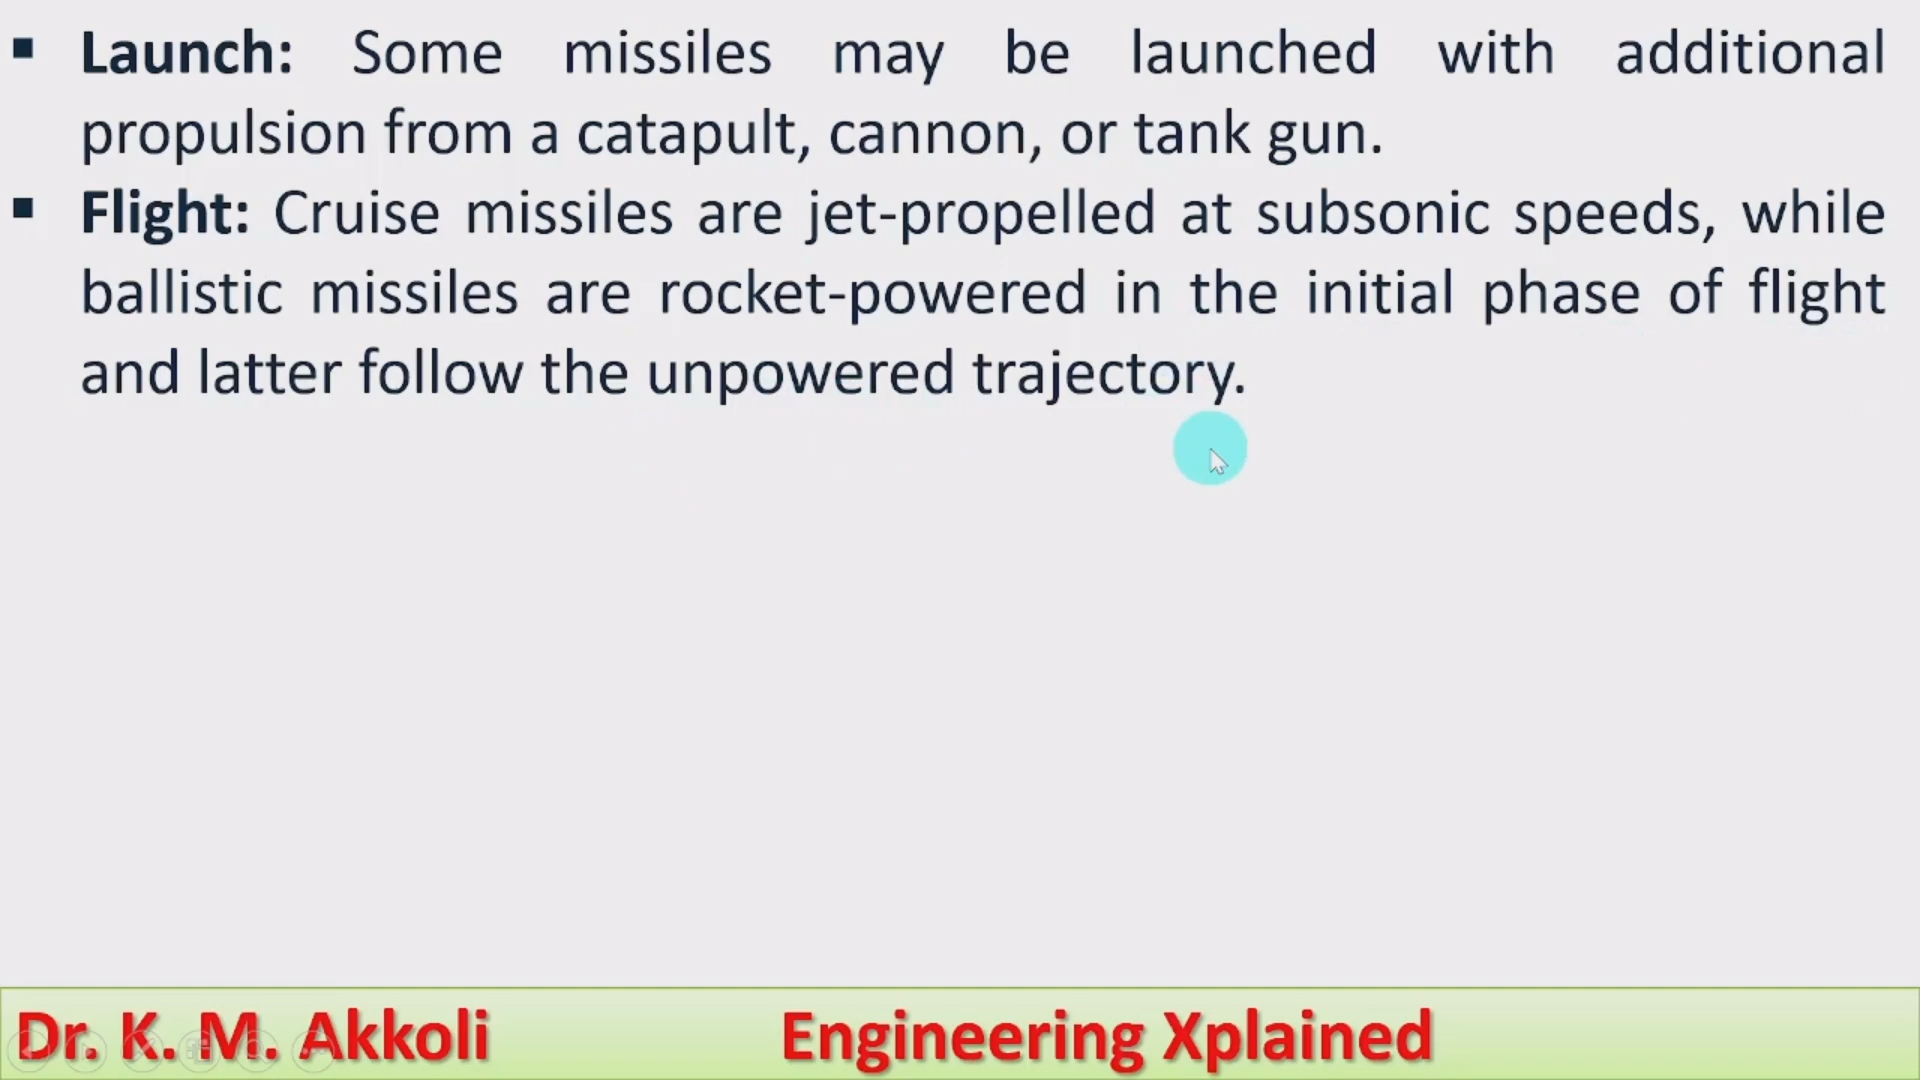 ▪ Launch: Some missiles may be launched with additional
propulsion from a catapult, cannon, or tank gun.
▪ Flight: Cruise missiles are jet-propelled at subsonic speeds, while
ballistic missiles are rocket-powered in the initial phase of flight
and latter follow the unpowered trajectory.
Dr. K. M. Akkoli Engineering Xplained